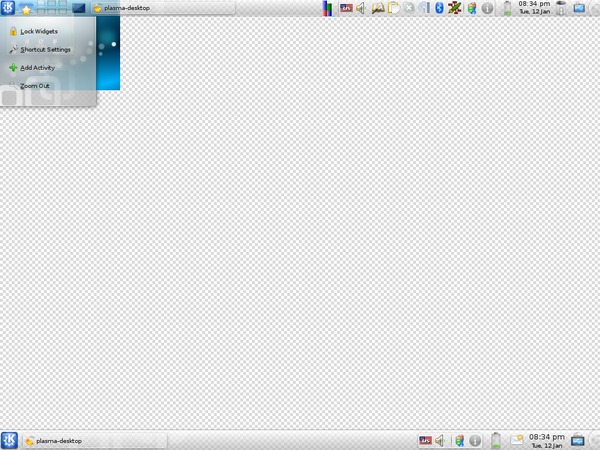 plasma-desktop
08:34 pm
Tue, 12 Jan
Lock Widgets
Shortcut Settings
Add Activity
Zoom Out
plasma-desktop
08:34 pm
Tue, 12 Jan